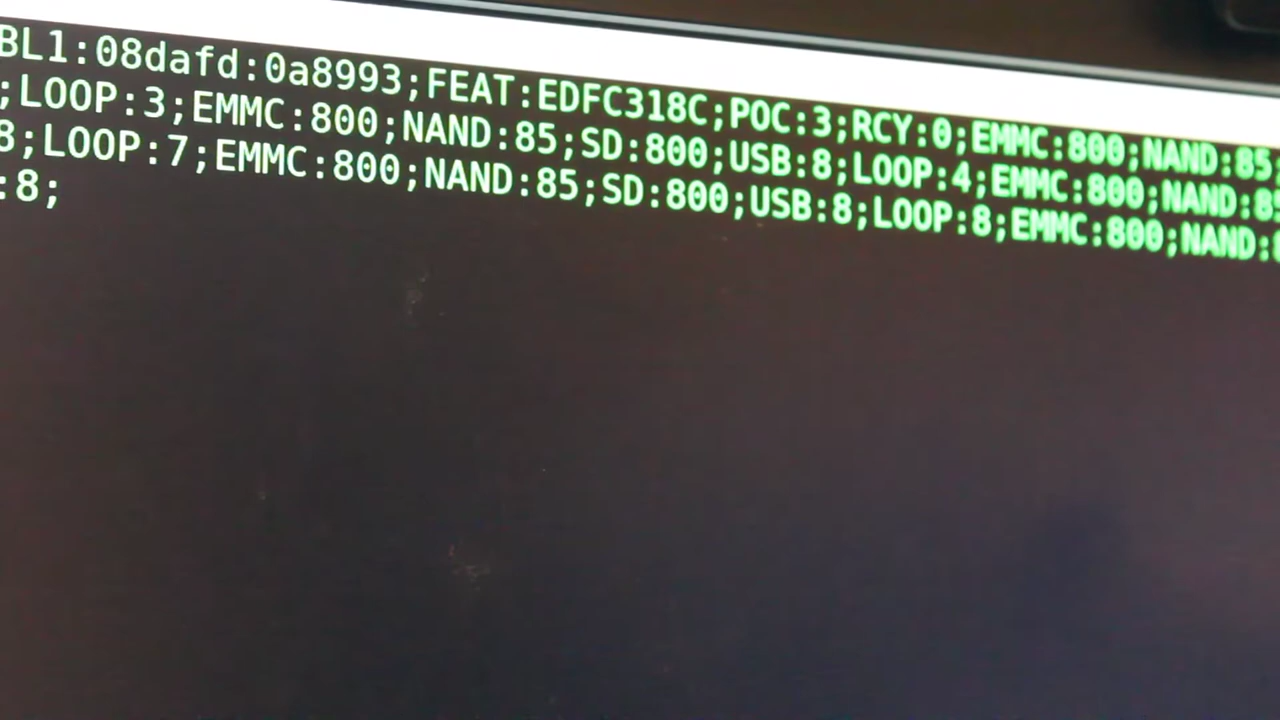 BL1:08dafd:0a8993;FEAT:EDFC318C;POC:3;RCY:0;EMMC:800;NAND:85;
;LOOP:3;EMMC:800;NAND:85;SD:800;USB:8;LOOP:4;EMMC:800;NAND:85
8;LOOP:7;EMMC:800;NAND:85;SD:800;USB:8;LOOP:8;EMMC:800;NAND:
:8;